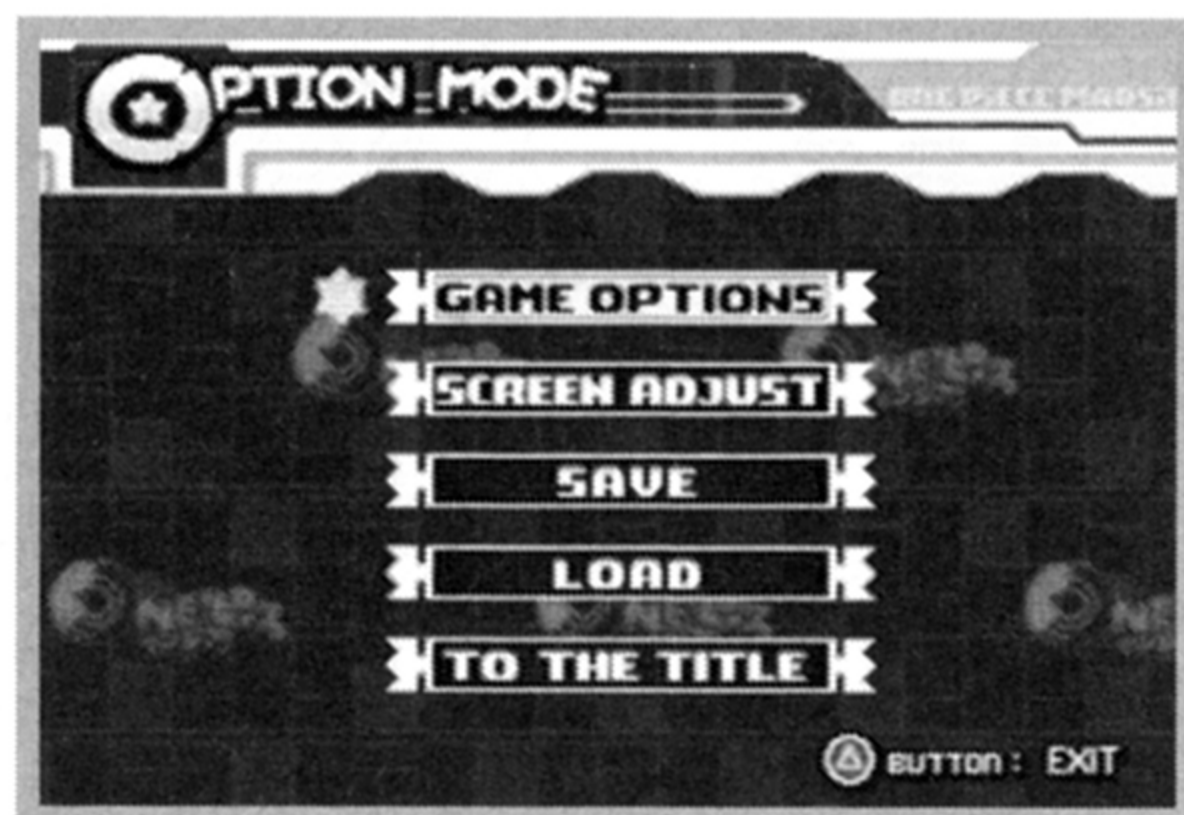 OPTION MODE
GAME OPTIONS
SCREEN ADJUST
SAVE
LOAD
TO THE TITLE
BUTTON: EXIT